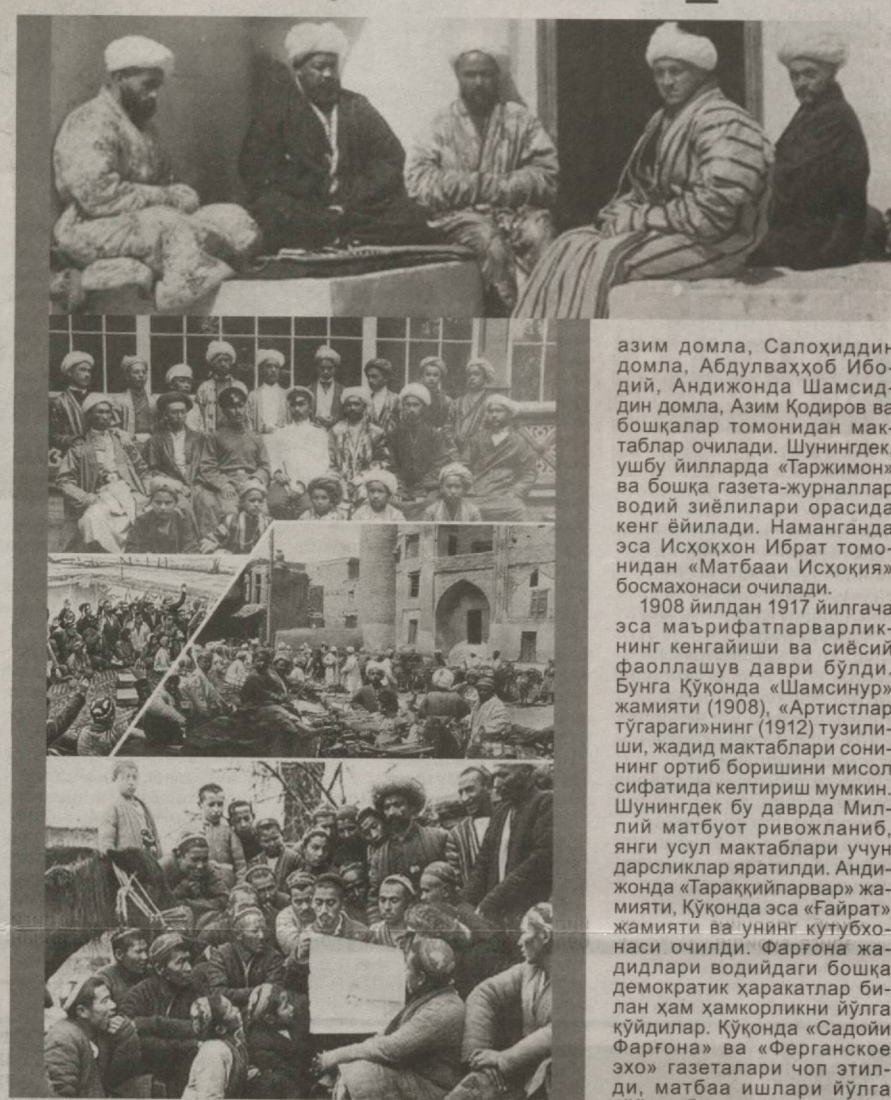 азим домла, Салоҳиддин
домла, Абдулваҳҳоб Ибо-
дий, Андижонда Шамсид-
дин домла, Азим Қодиров ва
бошқалар томонидан мак-
таблар очилади. Шунингдек,
ушбу йилларда «Таржимон»
ва бошқа газета-журналлар
водий зиёлилари орасида
кенг ёйилади. Наманганда
эса Исҳоқхон Ибрат томо-
нидан «Матбааи Исҳоқия»
босмахонаси очилади.
1908 йилдан 1917 йилгача
эса маърифатпарварлик-
нинг кенгайиши ва сиёсий
фаоллашув даври бўлди.
Бунга Қўқонда «Шамсинур»
жамияти (1908), «Артистлар
тўгараги»нинг (1912) тузили-
ши, жадид мактаблари сони-
нинг ортиб боришини мисол
сифатида келтириш мумкин.
Шунингдек бу даврда Мил-
лий матбуот ривожланиб,
янги усул мактаблари учун
дарсликлар яратилди. Анди-
жонда «Тараққийпарвар» жа-
мияти, Қўқонда эса «Ғайрат»
жамияти ва унинг кутубхо-
наси очилди. Фарғона жа-
дидлари водийдаги бошқа
демократик ҳаракатлар би-
лан ҳам ҳамкорликни йўлга
қўйдилар. Қўқонда «Садойи
Фарғона» ва «Ферганское
эхо» газеталари чоп этил-
ди, матбаа ишлари йўлга